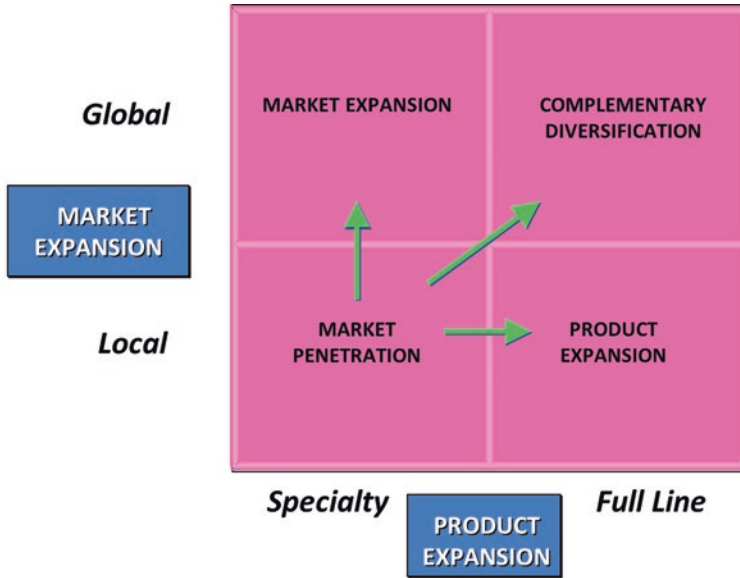 Global
MARKET EXPANSION
COMPLEMENTARY
DIVERSIFICATION
MARKET
EXPANSION
Local
MARKET
PENETRATION
PRODUCT
EXPANSION
Specialty
Full Line
PRODUCT
EXPANSION